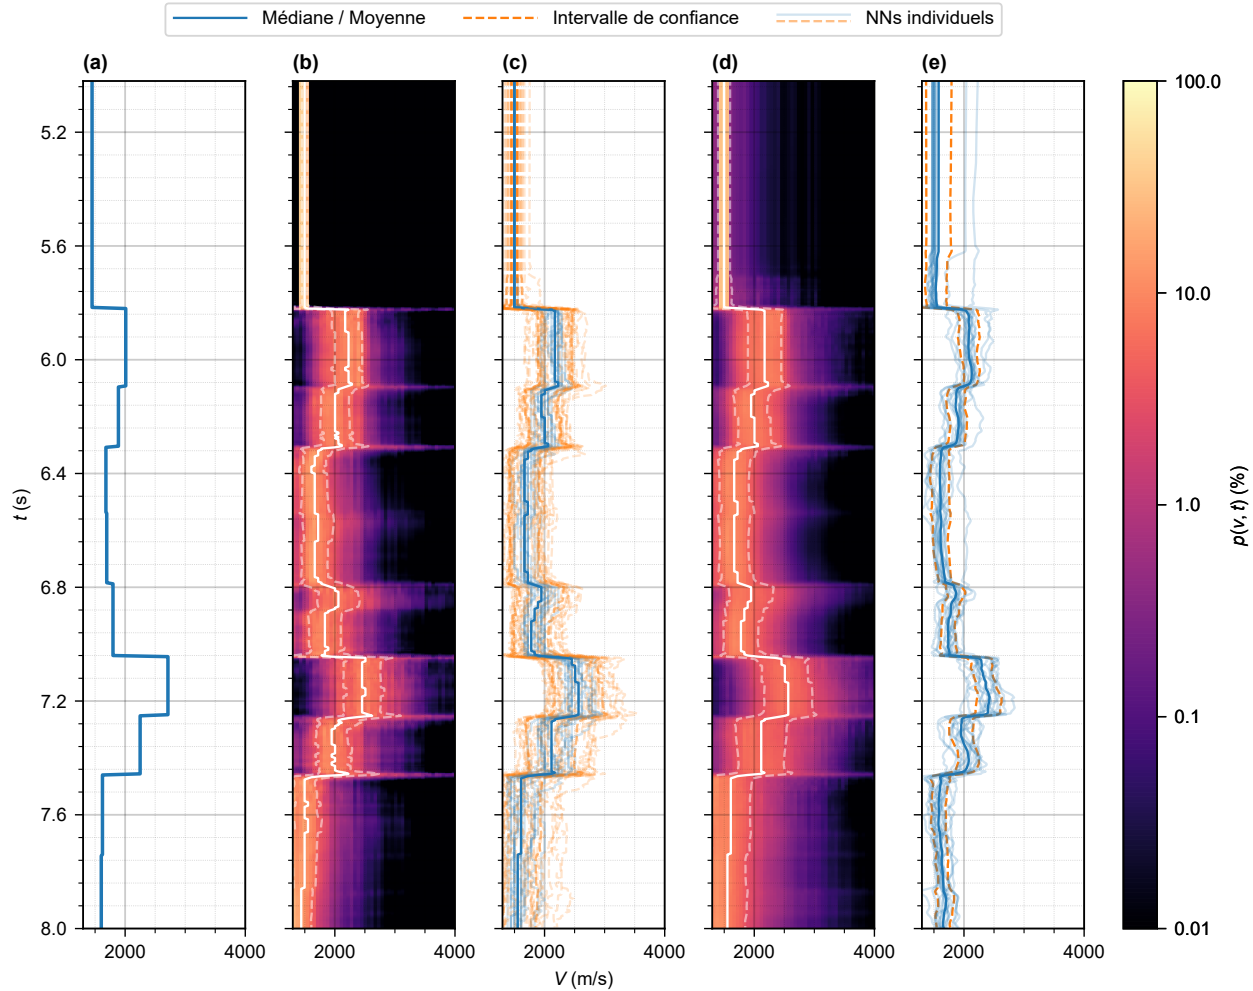 Médiane / Moyenne Intervalle de confiance NNs individuels
(a) (b) (c) (d) (e)
100.0
5.2
10.0
5.6
6.0
6.4
1.0
6.8
7.2
0.1
7.6
8.0
0.01
t (s)
p(v, t) (%)
2000 4000 2000 4000 2000 4000 2000 4000 2000 4000
V (m/s)